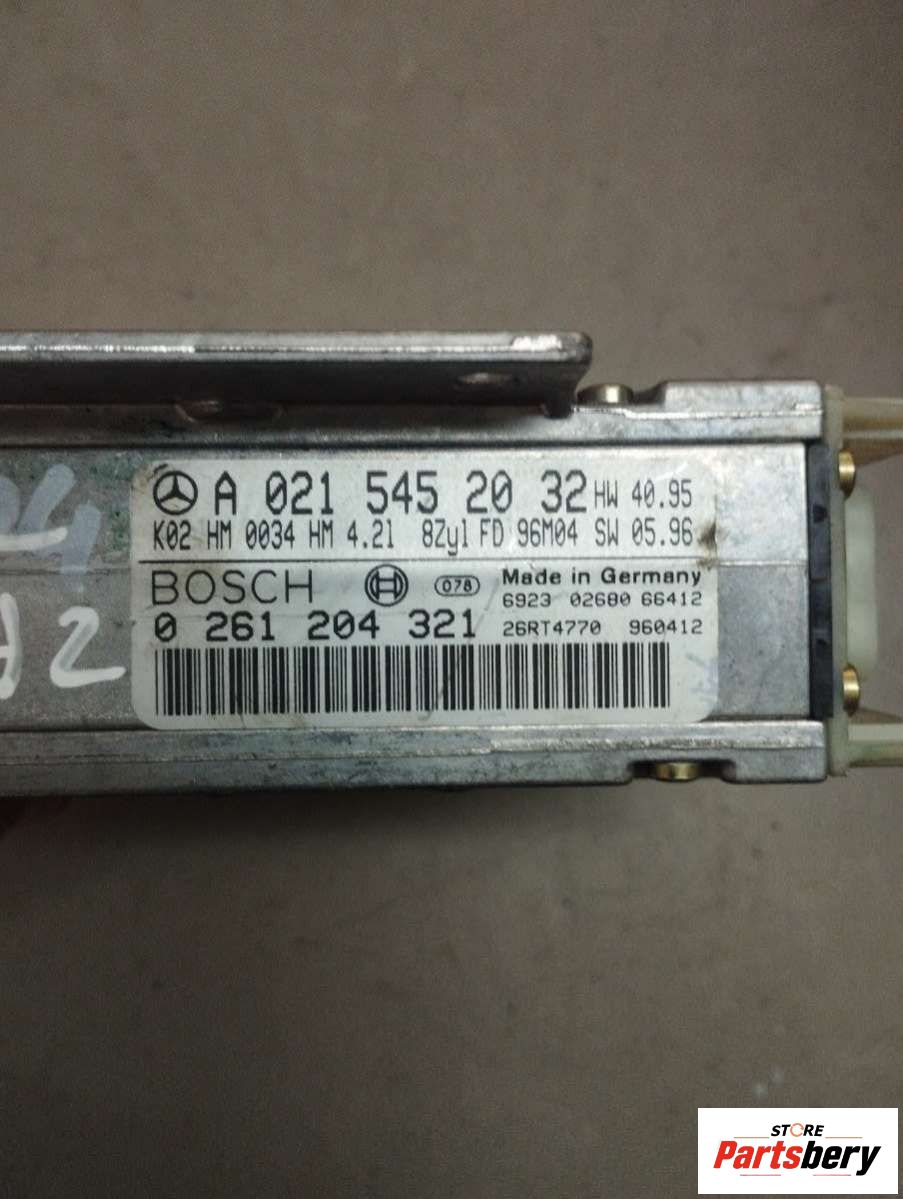 A 021 545 20 32 HW 40.95
K02 HM 0034 HM 4.2l 8Zyl FD 96M04 SW 05.96
BOSCH 078 Made in Germany
6923 02680 66412
0 261 204 321 26RT4770 960412
STORE
Partsbery